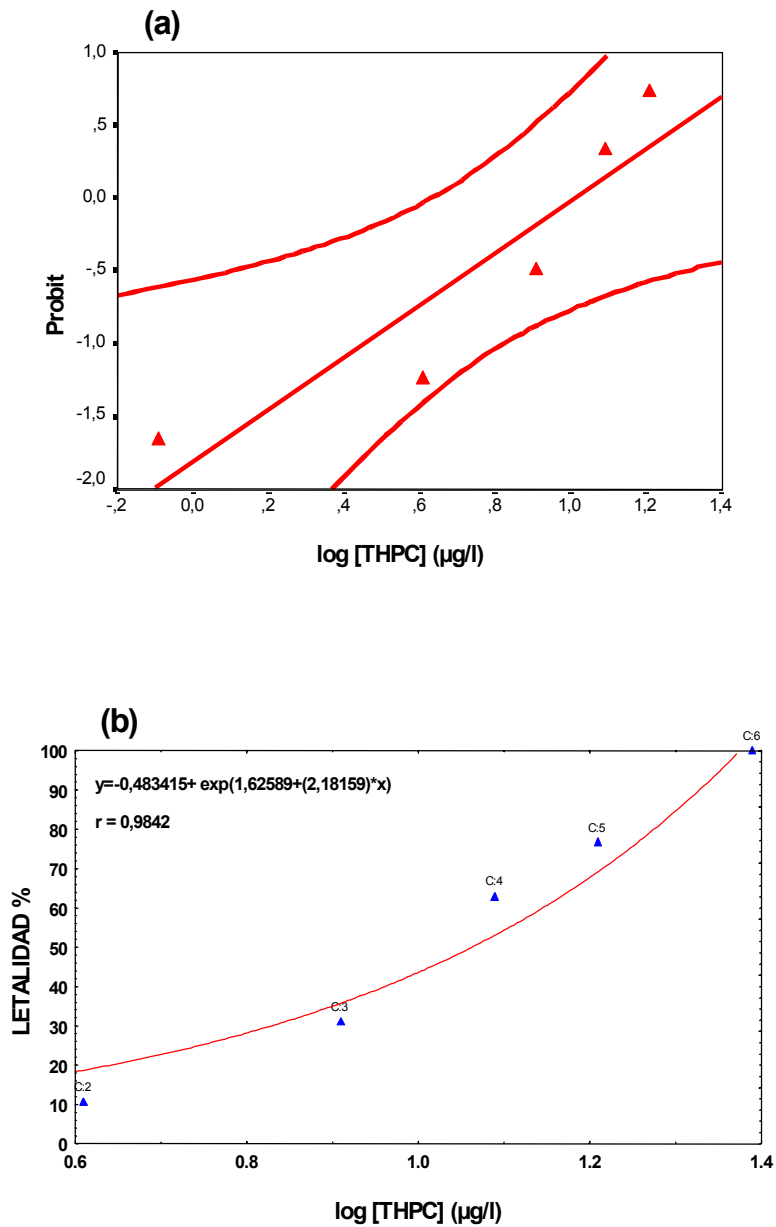 (a)
1,0
,5
0,0
-,5
-1,0
-1,5
-2,0
Probit
-,2
0,0
,2
,4
,6
,8
1,0
1,2
1,4
log [THPC] (µg/l)
(b)
y=-0,483415+ exp(1,62589+(2,18159)*x)
r = 0,9842
LETALIDAD %
100
90
80
70
60
50
40
30
20
10
0
C:2
C:3
C:4
C:5
C:6
0.6
0.8
1.0
1.2
1.4
log [THPC] (µg/l)